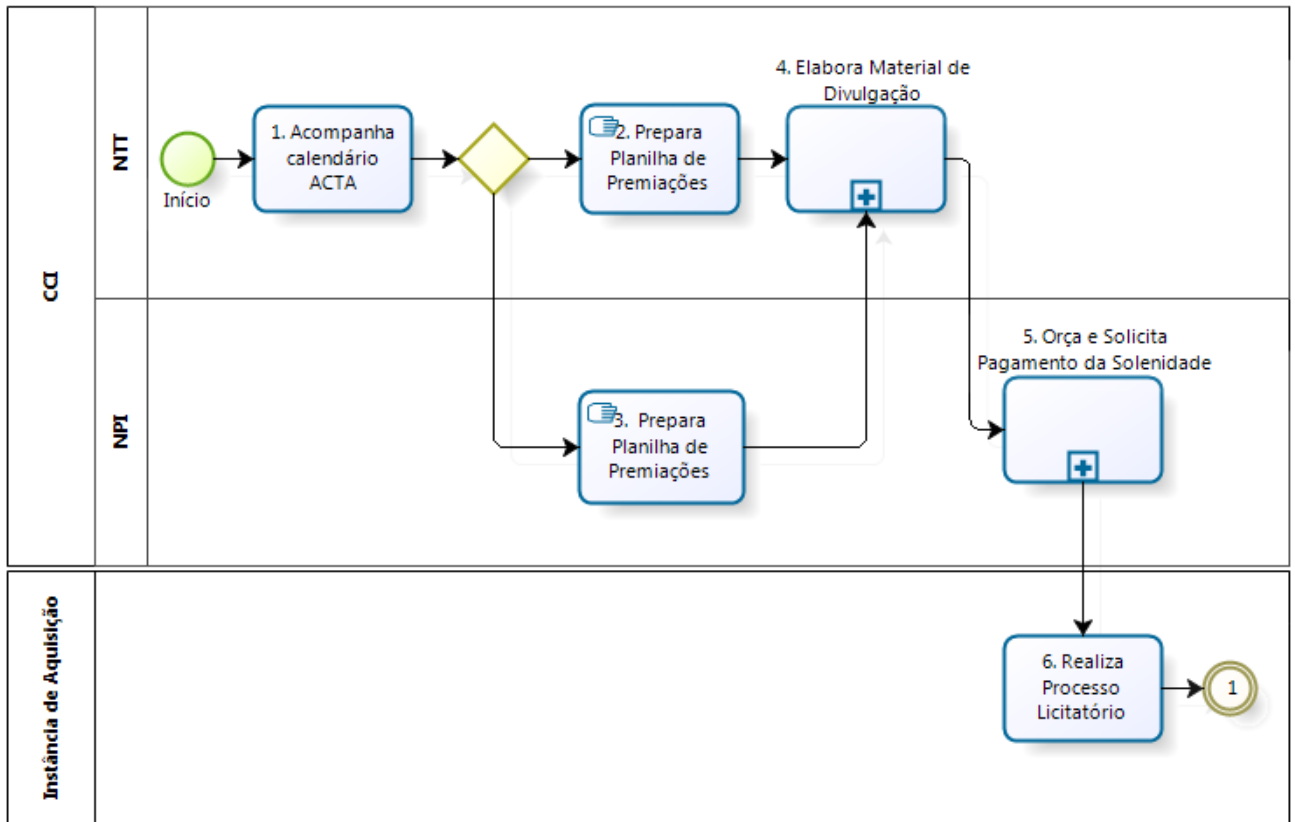 CCI
NTT
Início
1. Acompanha
calendário
ACTA
2. Prepara
Planilha de
Premiações
4. Elabora Material de
Divulgação
NPI
3. Prepara
Planilha de
Premiações
5. Orça e Solicita
Pagamento da Solenidade
Instância de Aquisição
6. Realiza
Processo
Licitatório
1